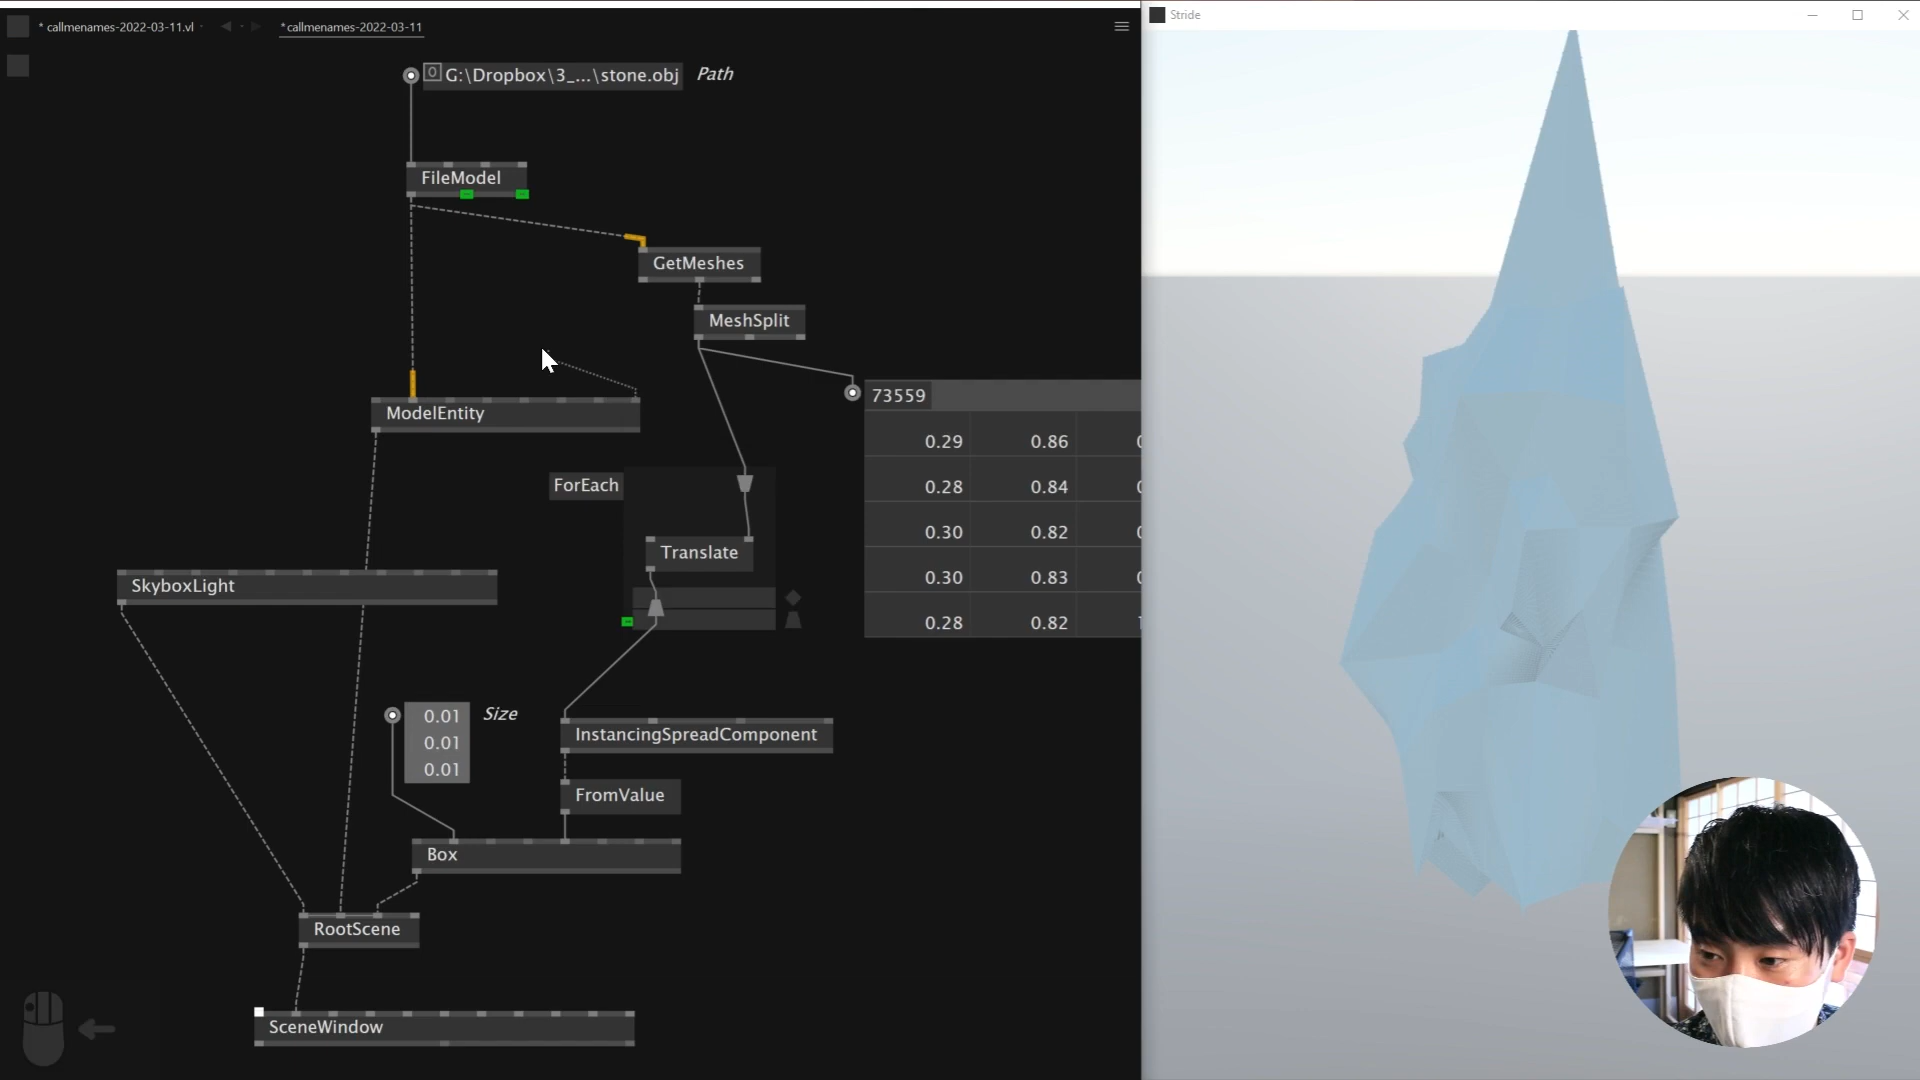 * callmenames-2022-03-11.vl
*callmenames-2022-03-11
Stride
G:\Dropbox\3_...\stone.obj
Path
FileModel
GetMeshes
MeshSplit
ModelEntity
73559
0.29 0.86
0.28 0.84
0.30 0.82
0.30 0.83
0.28 0.82
ForEach
Translate
SkyboxLight
0.01
0.01
0.01
Size
InstancingSpreadComponent
FromValue
Box
RootScene
SceneWindow